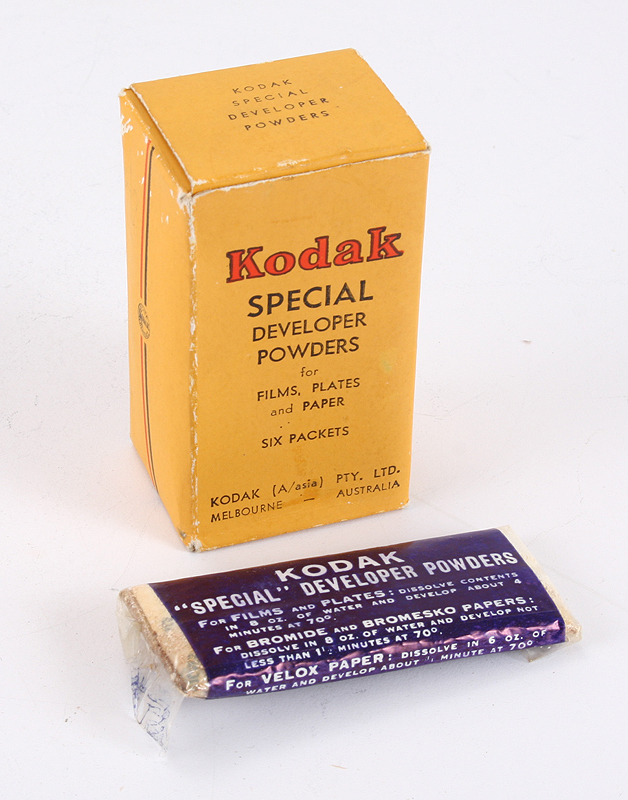 KODAK
SPECIAL
DEVELOPER
POWDERS
Kodak
SPECIAL
DEVELOPER
POWDERS
for
FILMS, PLATES
and PAPER
SIX PACKETS
KODAK (A/asia) PTY. LTD.
MELBOURNE — AUSTRALIA
KODAK
"SPECIAL" DEVELOPER POWDERS
FOR FILMS AND PLATES: DISSOLVE CONTENTS
IN 8 OZ. OF WATER AND DEVELOP ABOUT 4
MINUTES AT 70°.
FOR BROMIDE AND BROMESKO PAPERS:
DISSOLVE IN 8 OZ. OF WATER AND DEVELOP NOT
LESS THAN 1½ MINUTES AT 70°.
FOR VELOX PAPER: DISSOLVE IN 6 OZ. OF
WATER AND DEVELOP ABOUT MINUTE AT 70°